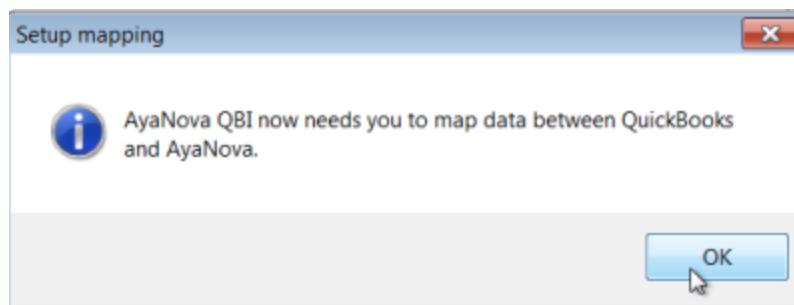 Setup mapping
AyaNova QBI now needs you to map data between QuickBooks
and AyaNova.
OK